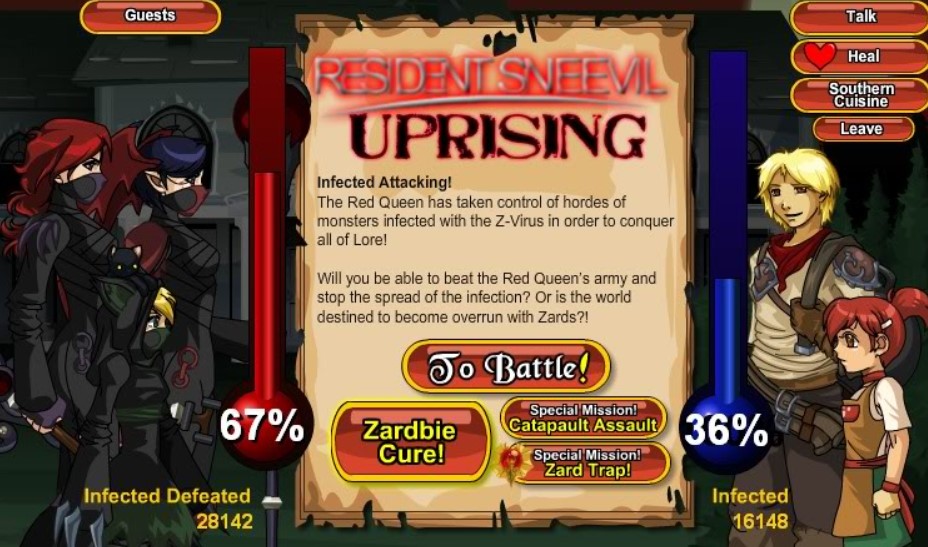 Guests
Talk
Heal
Southern
Cuisine
Leave
RESIDENT SNEEVIL
UPRISING
Infected Attacking!
The Red Queen has taken control of hordes of
monsters infected with the Z-Virus in order to conquer
all of Lore!
Will you be able to beat the Red Queen's army and
stop the spread of the infection? Or is the world
destined to become overrun with Zards?!
To Battle!
Zardbie
Cure!
Special Mission!
Catapault Assault
Special Mission!
Zard Trap!
67%
36%
Infected Defeated
28142
Infected
16148